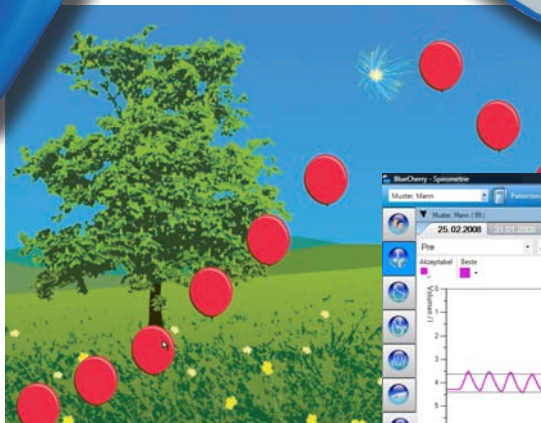 BlueCherry - Spirometrie
Muster, Mann
Muster, Mann ( 99 )
25.02.2008 31.01.2008
Pre
Akzeptabel Beste
Volumen / l
0
1
2
3
4
5